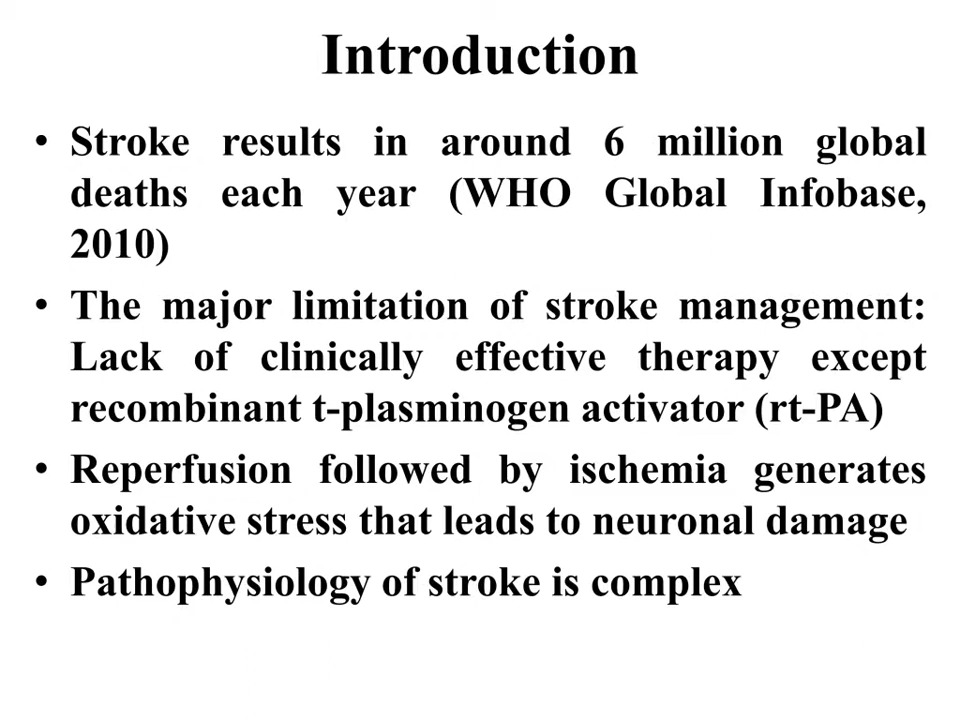 Introduction
• Stroke results in around 6 million global
deaths each year (WHO Global Infobase,
2010)
• The major limitation of stroke management:
Lack of clinically effective therapy except
recombinant t-plasminogen activator (rt-PA)
• Reperfusion followed by ischemia generates
oxidative stress that leads to neuronal damage
• Pathophysiology of stroke is complex